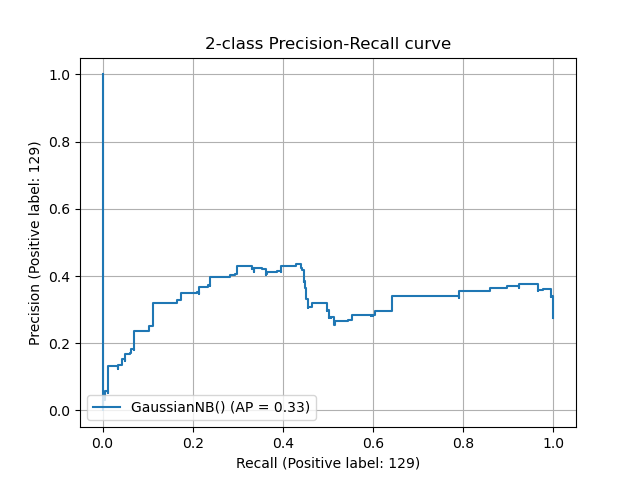 2-class Precision-Recall curve
1.0
0.8
0.6
0.4
0.2
0.0
Precision (Positive label: 129)
GaussianNB() (AP = 0.33)
0.0 0.2 0.4 0.6 0.8 1.0
Recall (Positive label: 129)